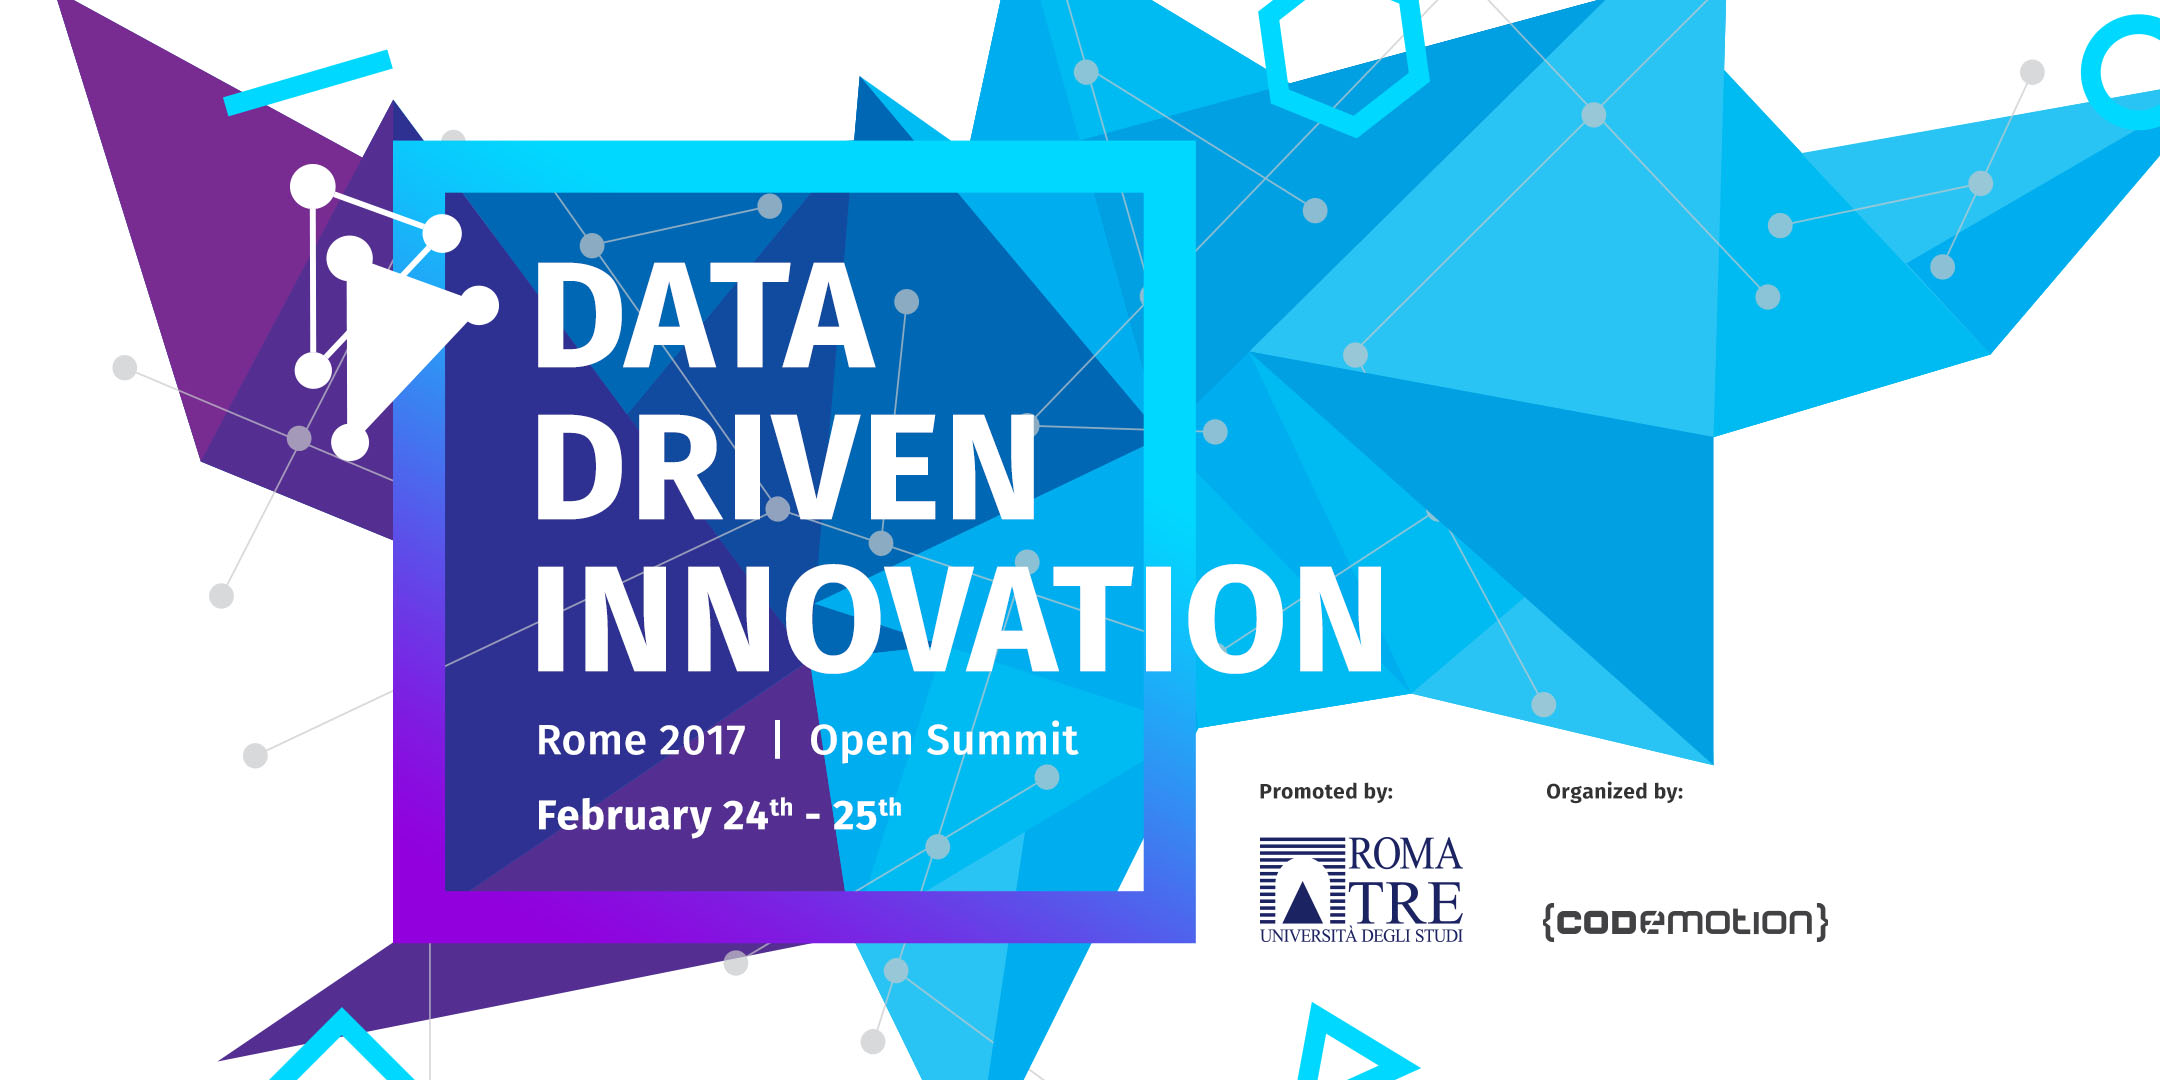 DATA
DRIVEN
INNOVATION
Rome 2017 | Open Summit
February 24th - 25th
Promoted by:
Organized by:
ROMA
TRE
UNIVERSITÀ DEGLI STUDI
{codemotion}